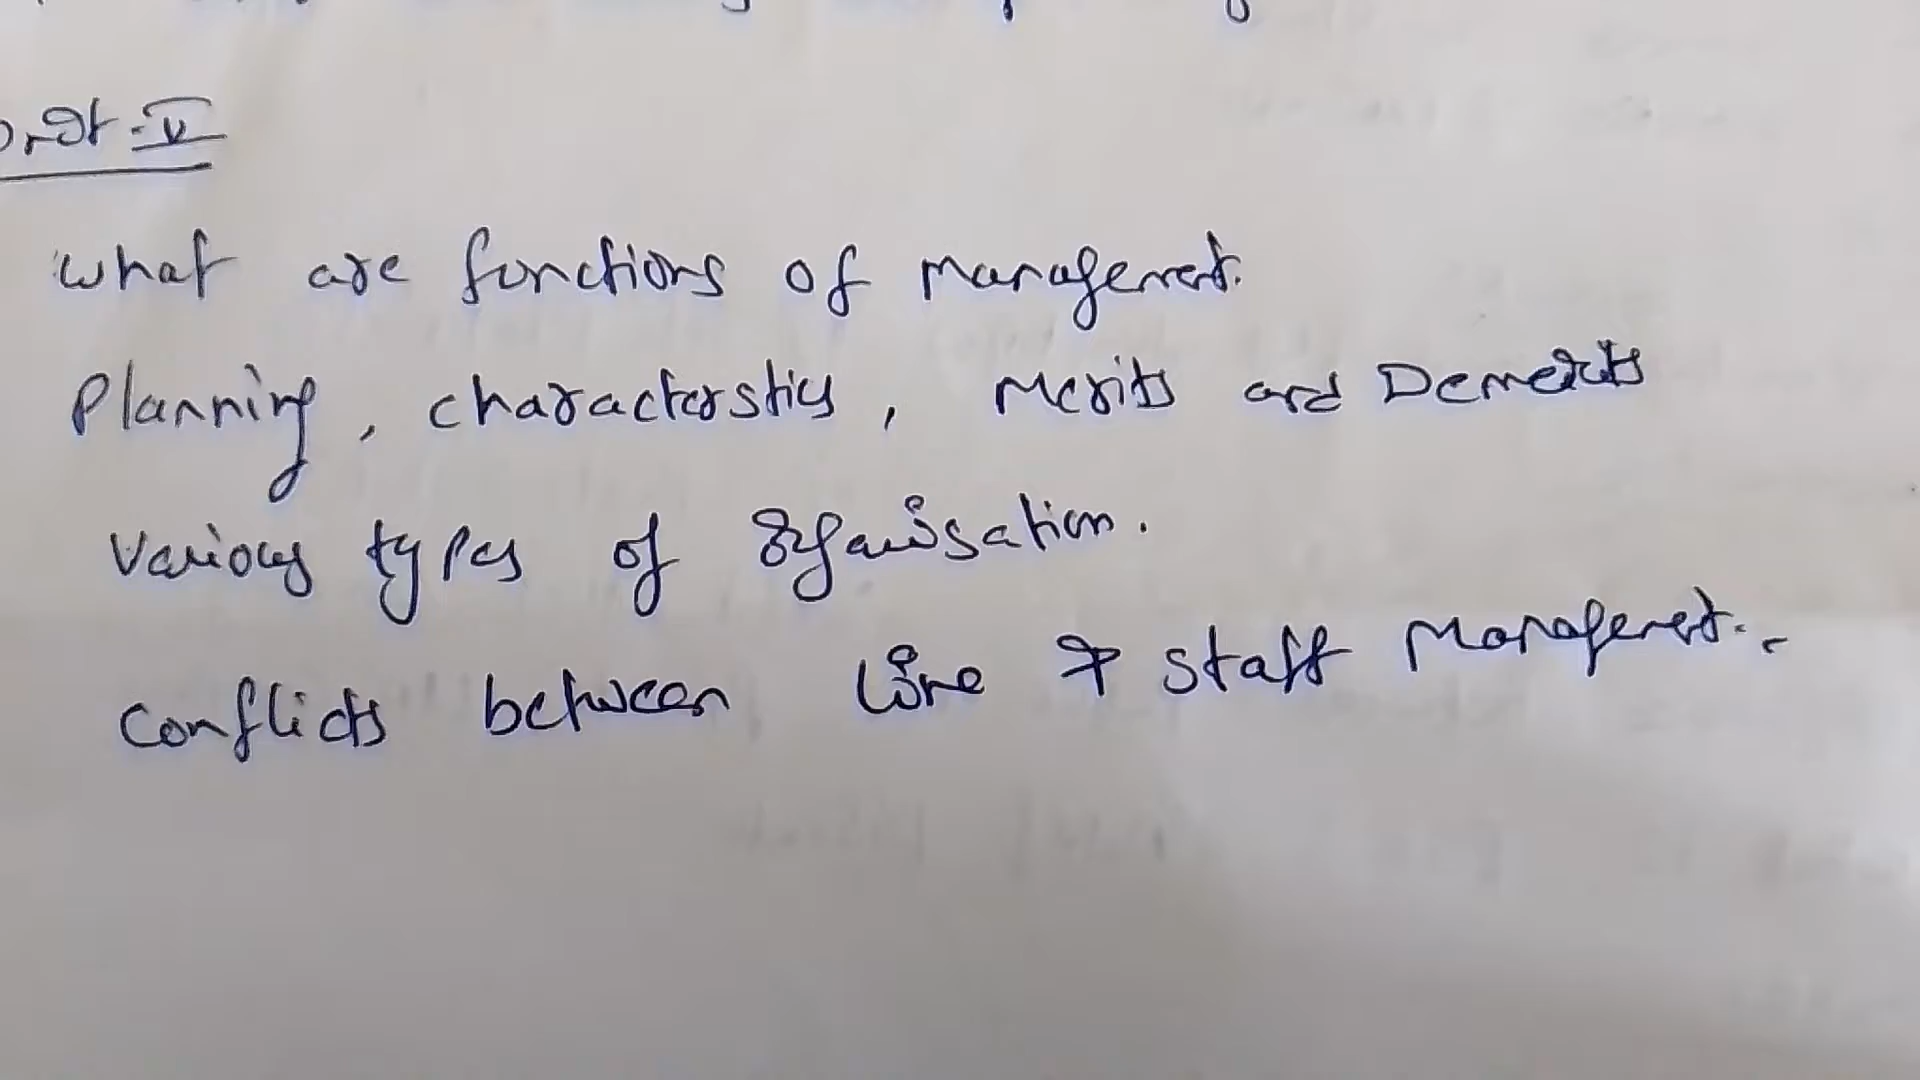 Unit-V
What are functions of Management.
Planning, characterstics, Merits and Demerits
Various types of Organisation.
Conflicts between Line & Staff Management..